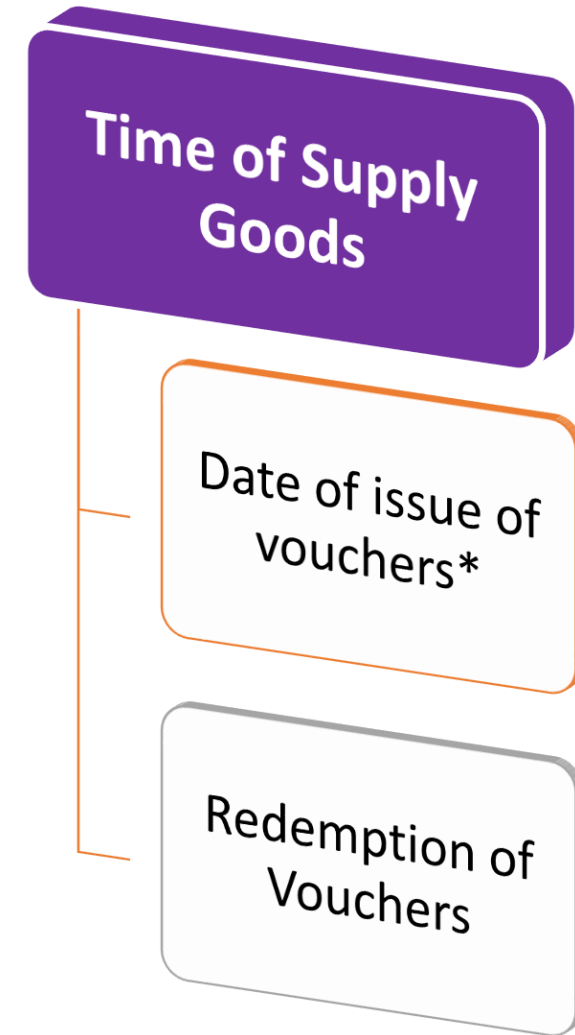 Time of Supply
Goods
Date of issue of
vouchers*
Redemption of
Vouchers